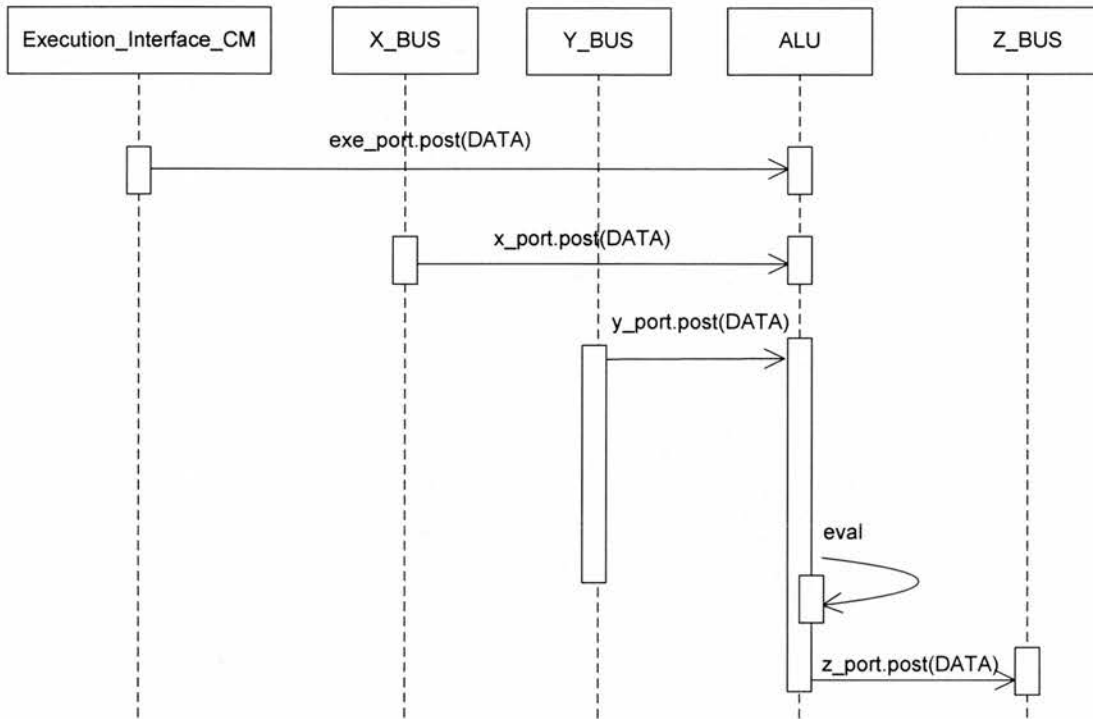 Execution_Interface_CM
X_BUS
Y_BUS
ALU
Z_BUS
exe_port.post(DATA)
x_port.post(DATA)
y_port.post(DATA)
eval
z_port.post(DATA)